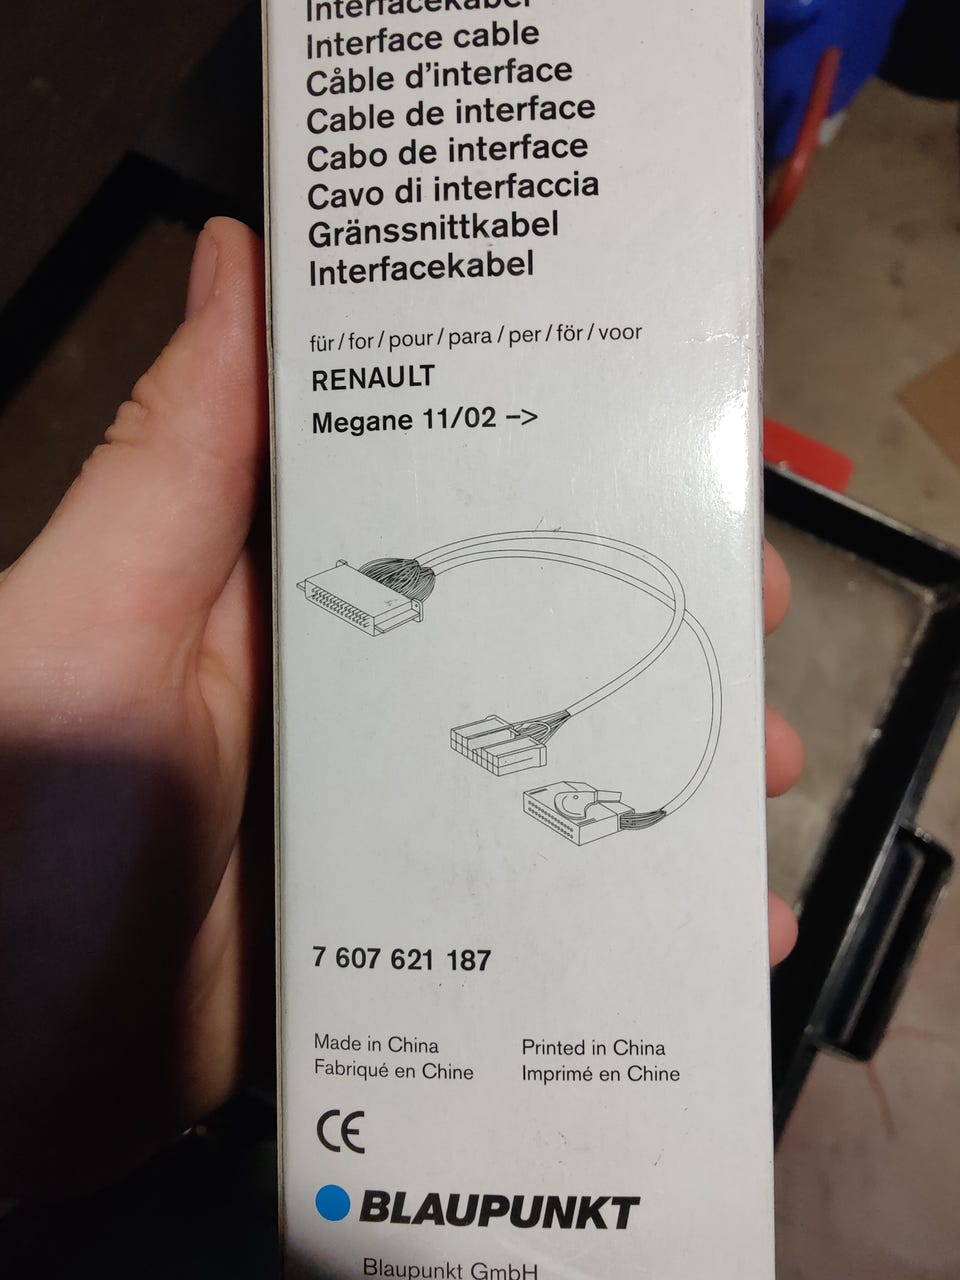 Interfacekabel
Interface cable
Câble d'interface
Cable de interface
Cabo de interface
Cavo di interfaccia
Gränssnittkabel
Interfacekabel
für / for / pour / para / per / för / voor
RENAULT
Megane 11/02 –>
7 607 621 187
Made in China
Fabriqué en Chine
Printed in China
Imprimé en Chine
CE
BLAUPUNKT
Blaupunkt GmbH